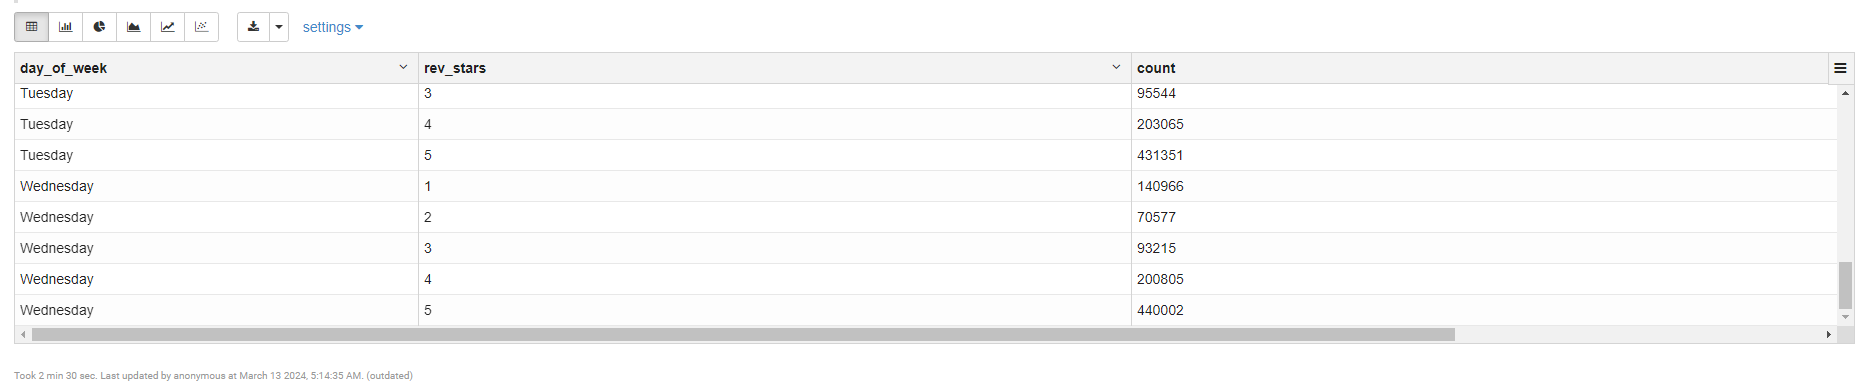 settings
day_of_week rev_stars count
Tuesday 3 95544
Tuesday 4 203065
Tuesday 5 431351
Wednesday 1 140966
Wednesday 2 70577
Wednesday 3 93215
Wednesday 4 200805
Wednesday 5 440002
Took 2 min 30 sec. Last updated by anonymous at March 13 2024, 5:14:35 AM. (outdated)